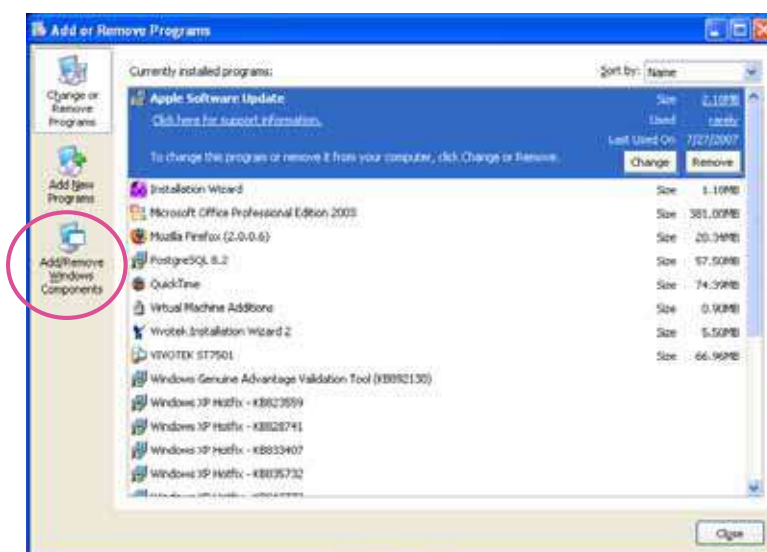 Add or Remove Programs
Change or
Remove
Programs
Add New
Programs
Add/Remove
Windows
Components
Currently installed programs:
Sort by: Name
Apple Software Update
Size 2.10MB
Click here for support information.
Used rarely
Last Used On 7/27/2007
To change this program or remove it from your computer, click Change or Remove.
Change Remove
Installation Wizard Size 1.10MB
Microsoft Office Professional Edition 2003 Size 381.00MB
Mozilla Firefox (2.0.0.6) Size 20.34MB
PostgreSQL 8.2 Size 57.50MB
QuickTime Size 74.39MB
Virtual Machine Additions Size 0.90MB
Vivotek Installation Wizard 2 Size 5.50MB
VIVOTEK ST7501 Size 66.96MB
Windows Genuine Advantage Validation Tool (KB892130)
Windows XP Hotfix - KB823559
Windows XP Hotfix - KB828741
Windows XP Hotfix - KB833407
Windows XP Hotfix - KB835732
Close